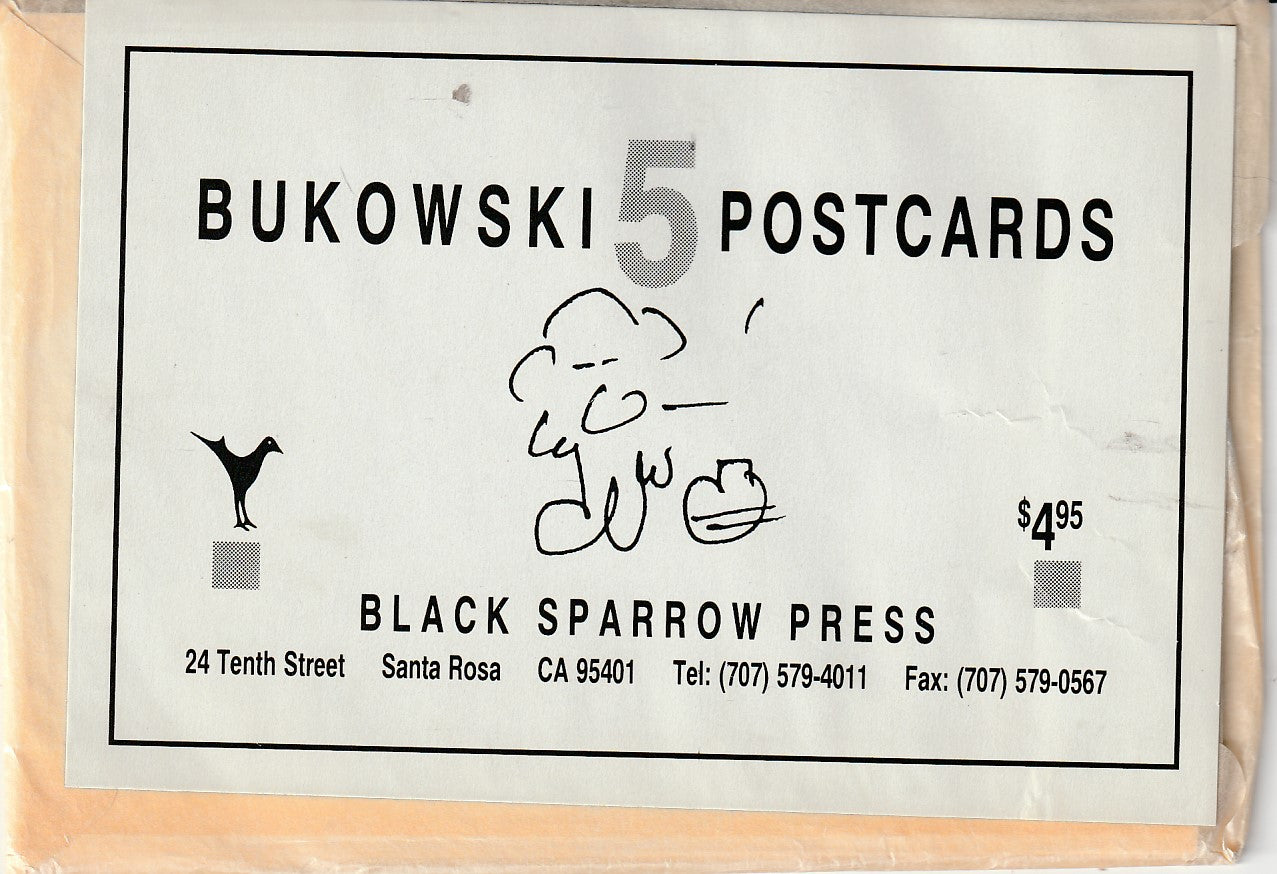 BUKOWSKI 5 POSTCARDS
$4.95
BLACK SPARROW PRESS
24 Tenth Street Santa Rosa CA 95401 Tel: (707) 579-4011 Fax: (707) 579-0567